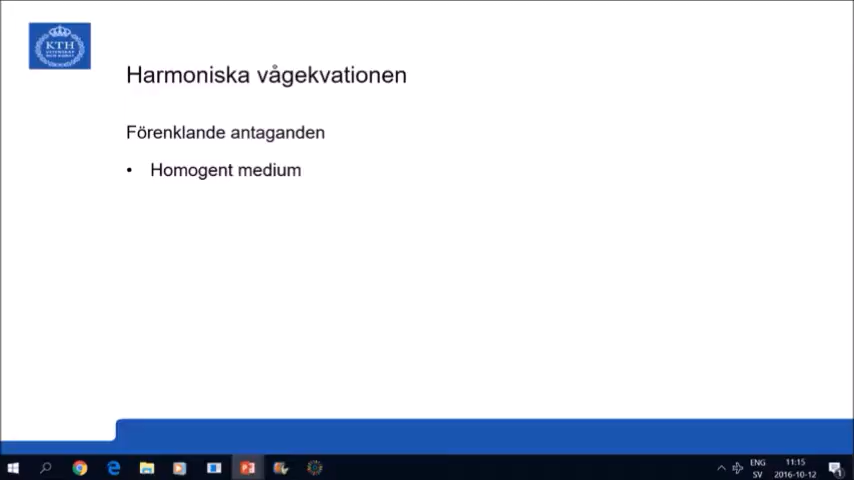 KTH
Harmoniska vågekvationen
Förenklande antaganden
• Homogent medium
ENG
SV
11:15
2016-10-12